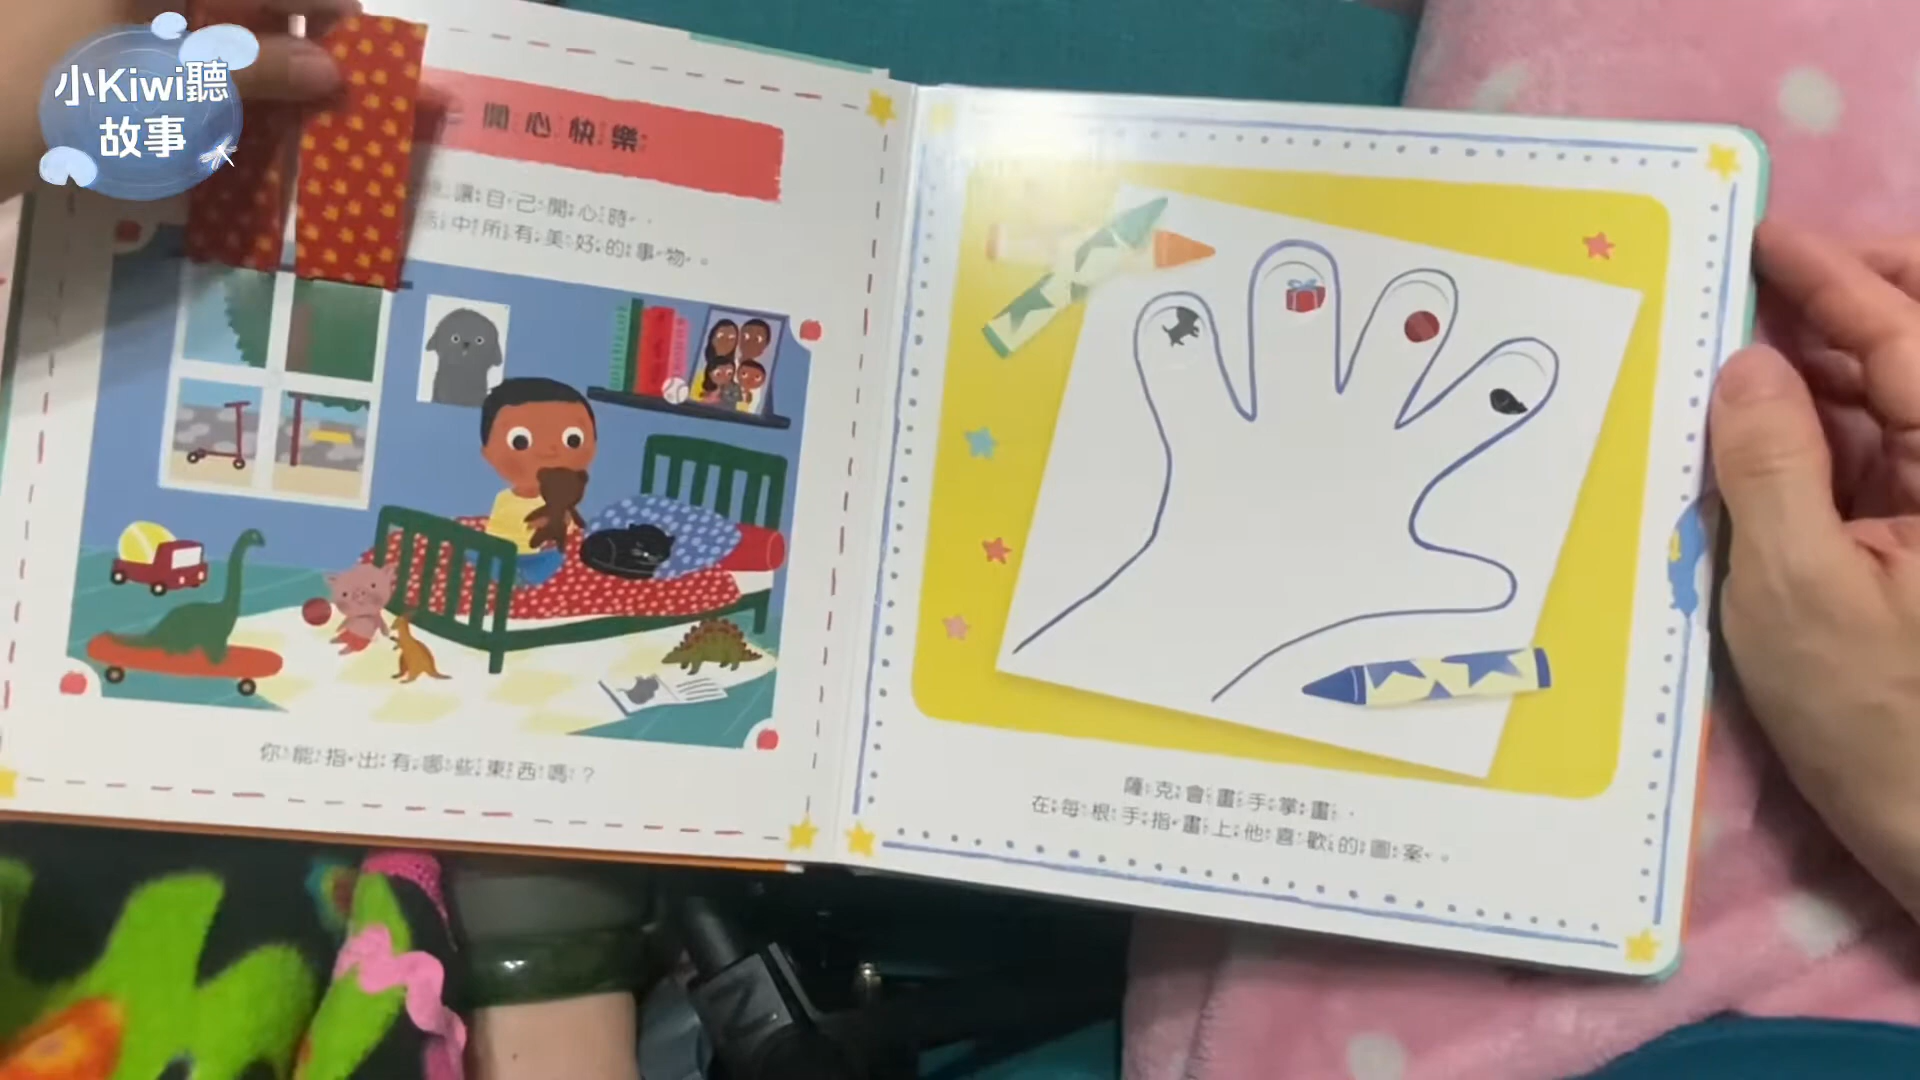 小Kiwi聽
故事
開心快樂
讓自己開心時，
中所有美好的事物。
你能指出有哪些東西嗎？
薩克會畫手掌畫，
在每根手指畫上他喜歡的圖案。